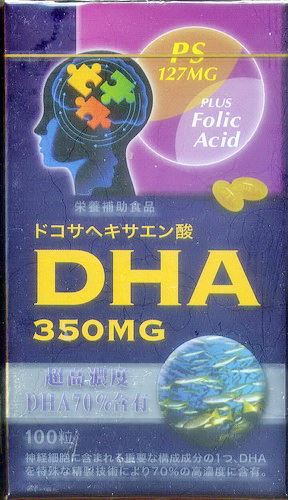 PS
127MG
PLUS
Folic
Acid
栄養補助食品
ドコサヘキサエン酸
DHA
350MG
超高濃度
DHA70%含有
100粒
神経細胞に含まれる重要な構成成分の1つ、DHA
を特殊な精製技術により70%の高濃度に含有。